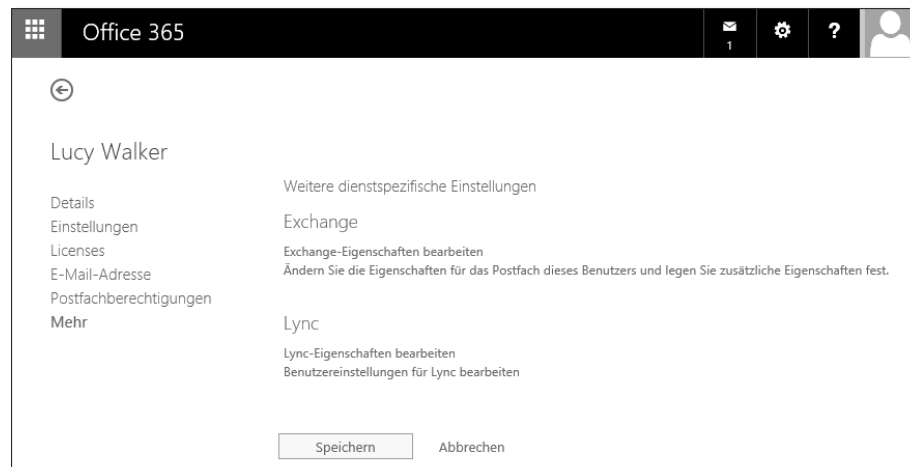 Office 365
1
?
Lucy Walker
Details
Einstellungen
Licenses
E-Mail-Adresse
Postfachberechtigungen
Mehr
Weitere dienstspezifische Einstellungen
Exchange
Exchange-Eigenschaften bearbeiten
Ändern Sie die Eigenschaften für das Postfach dieses Benutzers und legen Sie zusätzliche Eigenschaften fest.
Lync
Lync-Eigenschaften bearbeiten
Benutzereinstellungen für Lync bearbeiten
Speichern Abbrechen